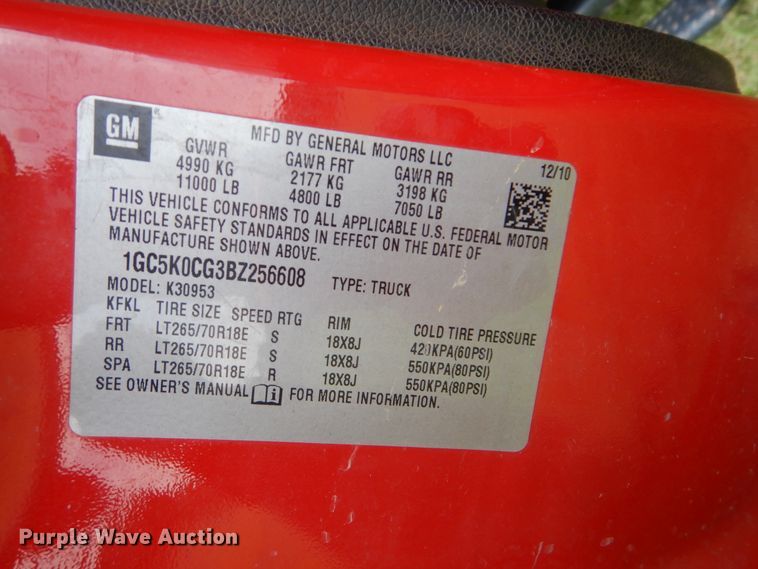 GM
MFD BY GENERAL MOTORS LLC
12/10
GVWR GAWR FRT GAWR RR
4990 KG 2177 KG 3198 KG
11000 LB 4800 LB 7050 LB
THIS VEHICLE CONFORMS TO ALL APPLICABLE U.S. FEDERAL MOTOR
VEHICLE SAFETY STANDARDS IN EFFECT ON THE DATE OF
MANUFACTURE SHOWN ABOVE.
1GC5K0CG3BZ256608 TYPE: TRUCK
MODEL: K30953
KFKL TIRE SIZE SPEED RTG RIM COLD TIRE PRESSURE
FRT LT265/70R18E S 18X8J 420KPA(60PSI)
RR LT265/70R18E S 18X8J 550KPA(80PSI)
SPA LT265/70R18E R 18X8J 550KPA(80PSI)
SEE OWNER'S MANUAL FOR MORE INFORMATION.
Purple Wave Auction